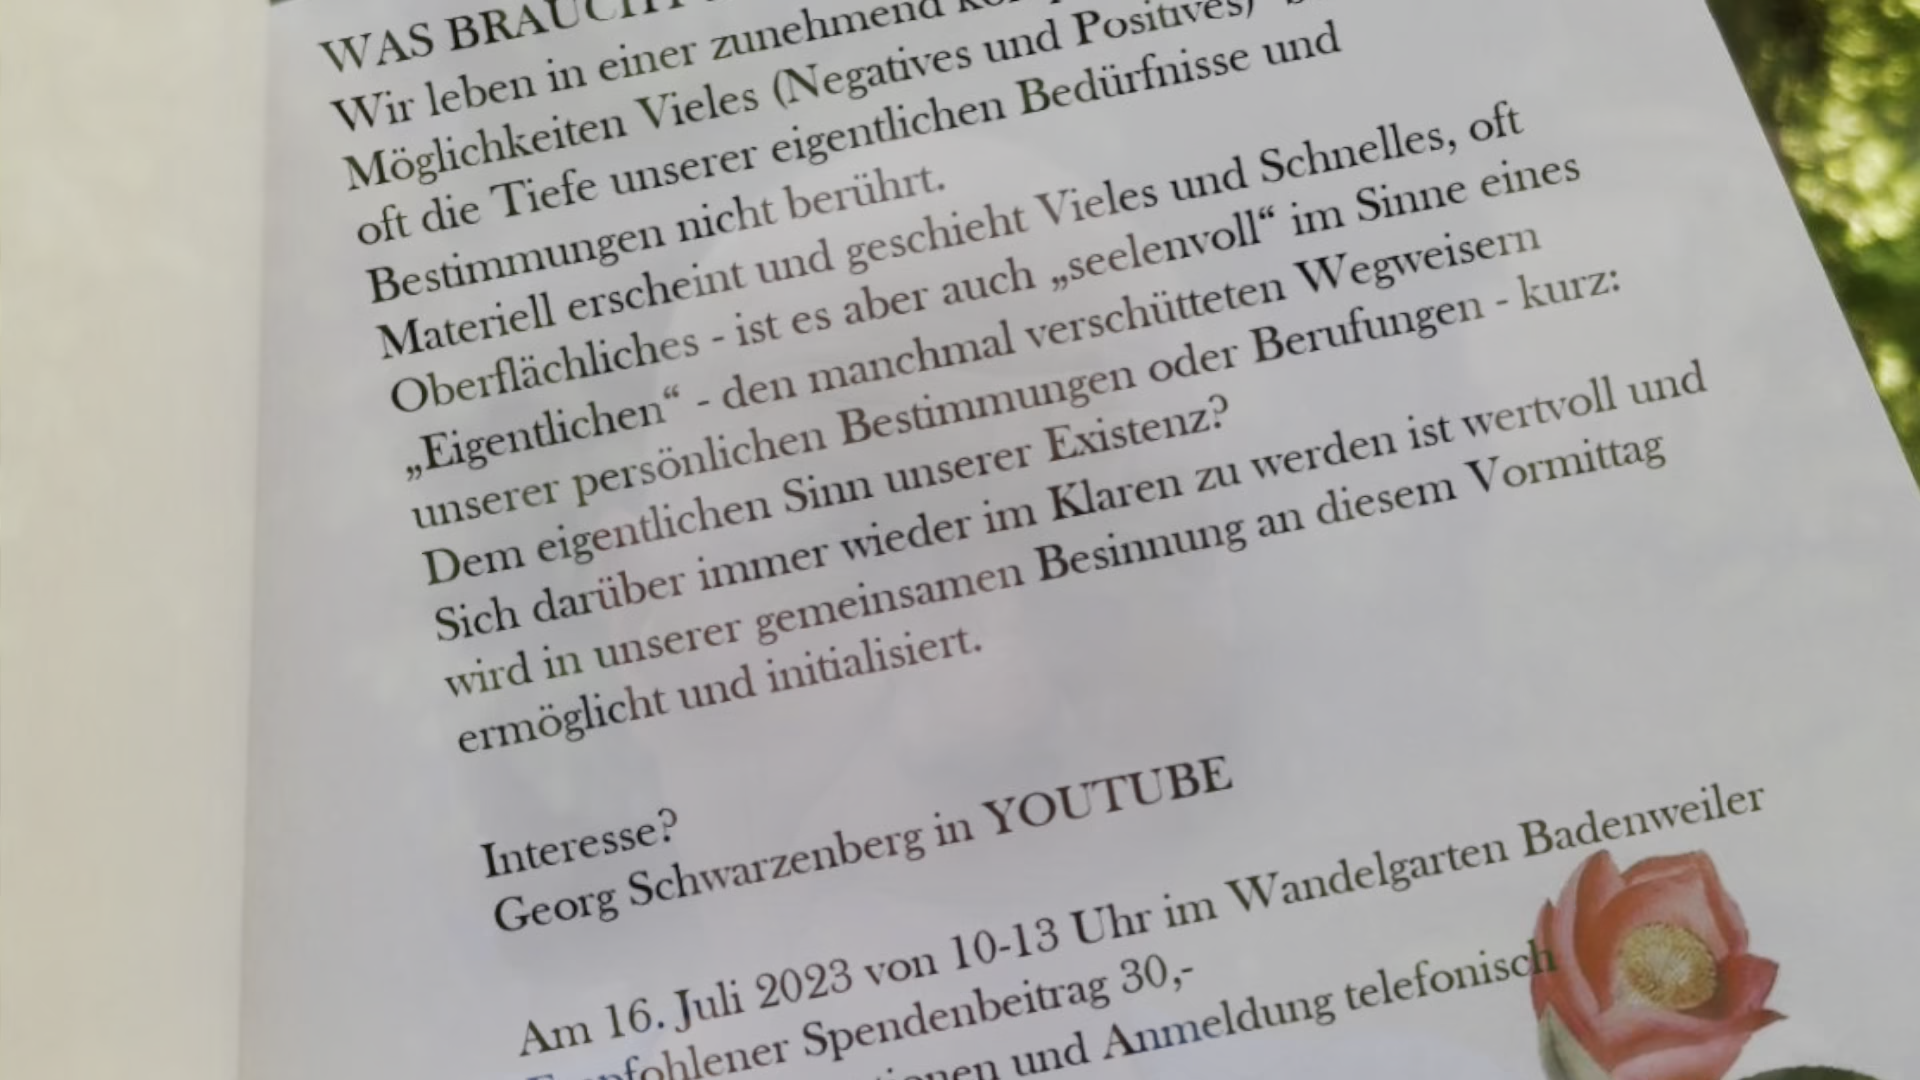 WAS BRAUCHT
Wir leben in einer zunehmend
Möglichkeiten Vieles (Negatives und Positives)
oft die Tiefe unserer eigentlichen Bedürfnisse und
Bestimmungen nicht berührt.
Materiell erscheint und geschieht Vieles und Schnelles, oft
Oberflächliches - ist es aber auch „seelenvoll“ im Sinne eines
„Eigentlichen“ - den manchmal verschütteten Wegweisern
unserer persönlichen Bestimmungen oder Berufungen - kurz:
Dem eigentlichen Sinn unserer Existenz?
Sich darüber immer wieder im Klaren zu werden ist wertvoll und
wird in unserer gemeinsamen Besinnung an diesem Vormittag
ermöglicht und initialisiert.
Interesse?
Georg Schwarzenberg in YOUTUBE
Am 16. Juli 2023 von 10-13 Uhr im Wandelgarten Badenweiler
Empfohlener Spendenbeitrag 30,-
und Anmeldung telefonisch